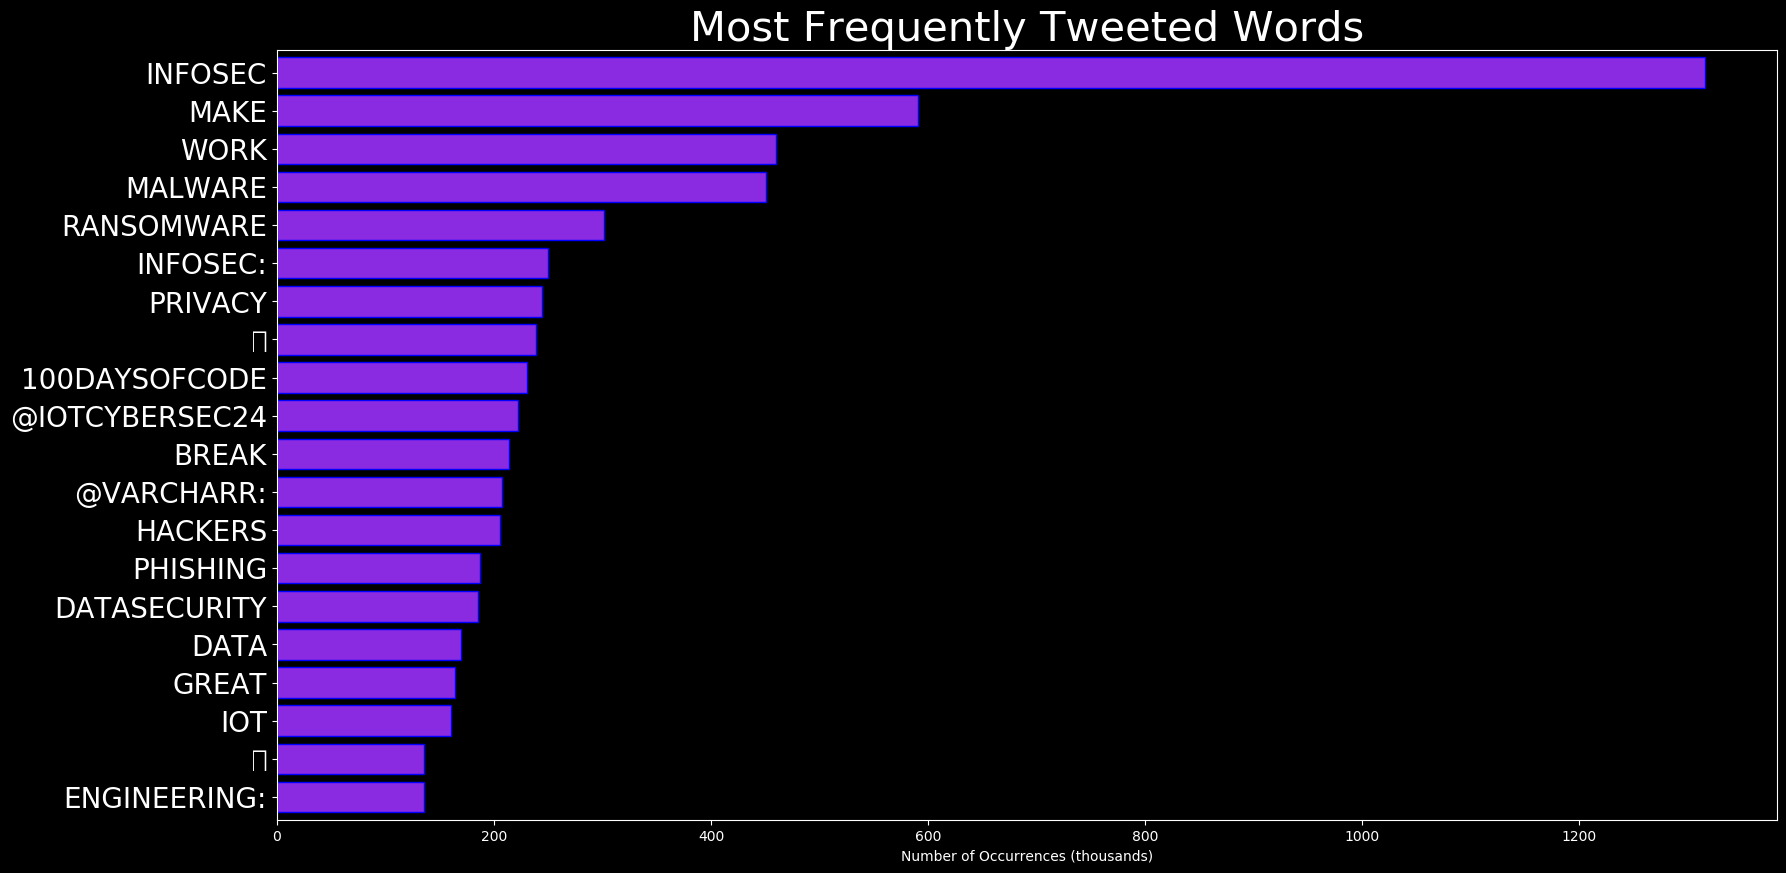 Most Frequently Tweeted Words
INFOSEC
MAKE
WORK
MALWARE
RANSOMWARE
INFOSEC:
PRIVACY
100DAYSOFCODE
@IOTCYBERSEC24
BREAK
@VARCHARR:
HACKERS
PHISHING
DATASECURITY
DATA
GREAT
IOT
ENGINEERING:
0 200 400 600 800 1000 1200
Number of Occurrences (thousands)